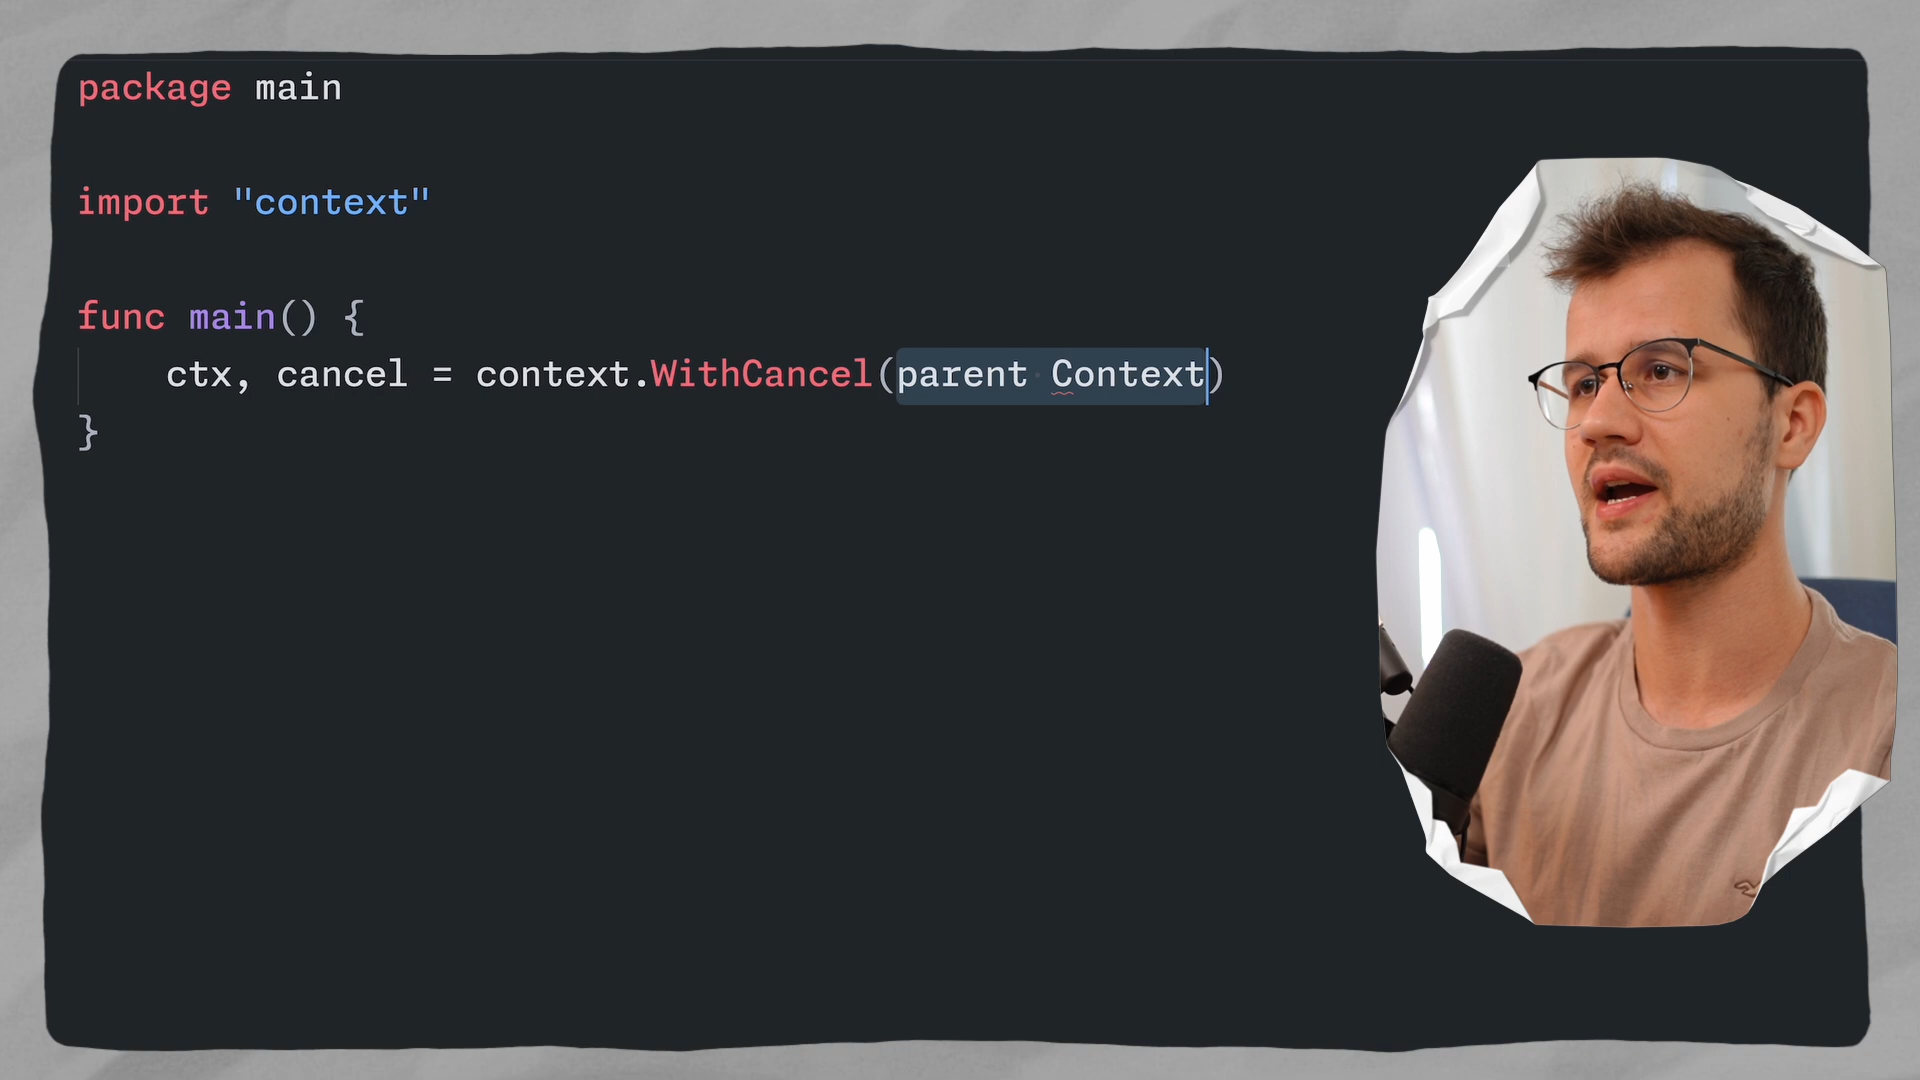 package main
import "context"
func main() {
ctx, cancel = context.WithCancel(parent Context)
}